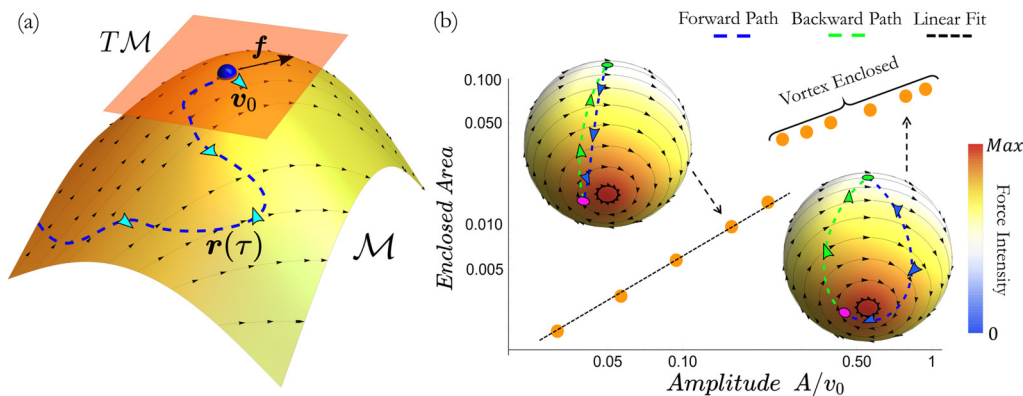 (a)
TM
f
v₀
r(τ)
M
(b)
Forward Path Backward Path Linear Fit
Enclosed Area
0.100
0.050
0.010
0.005
Vortex Enclosed
Max
Force Intensity
0
0.05 0.10 0.50 1
Amplitude A/v₀